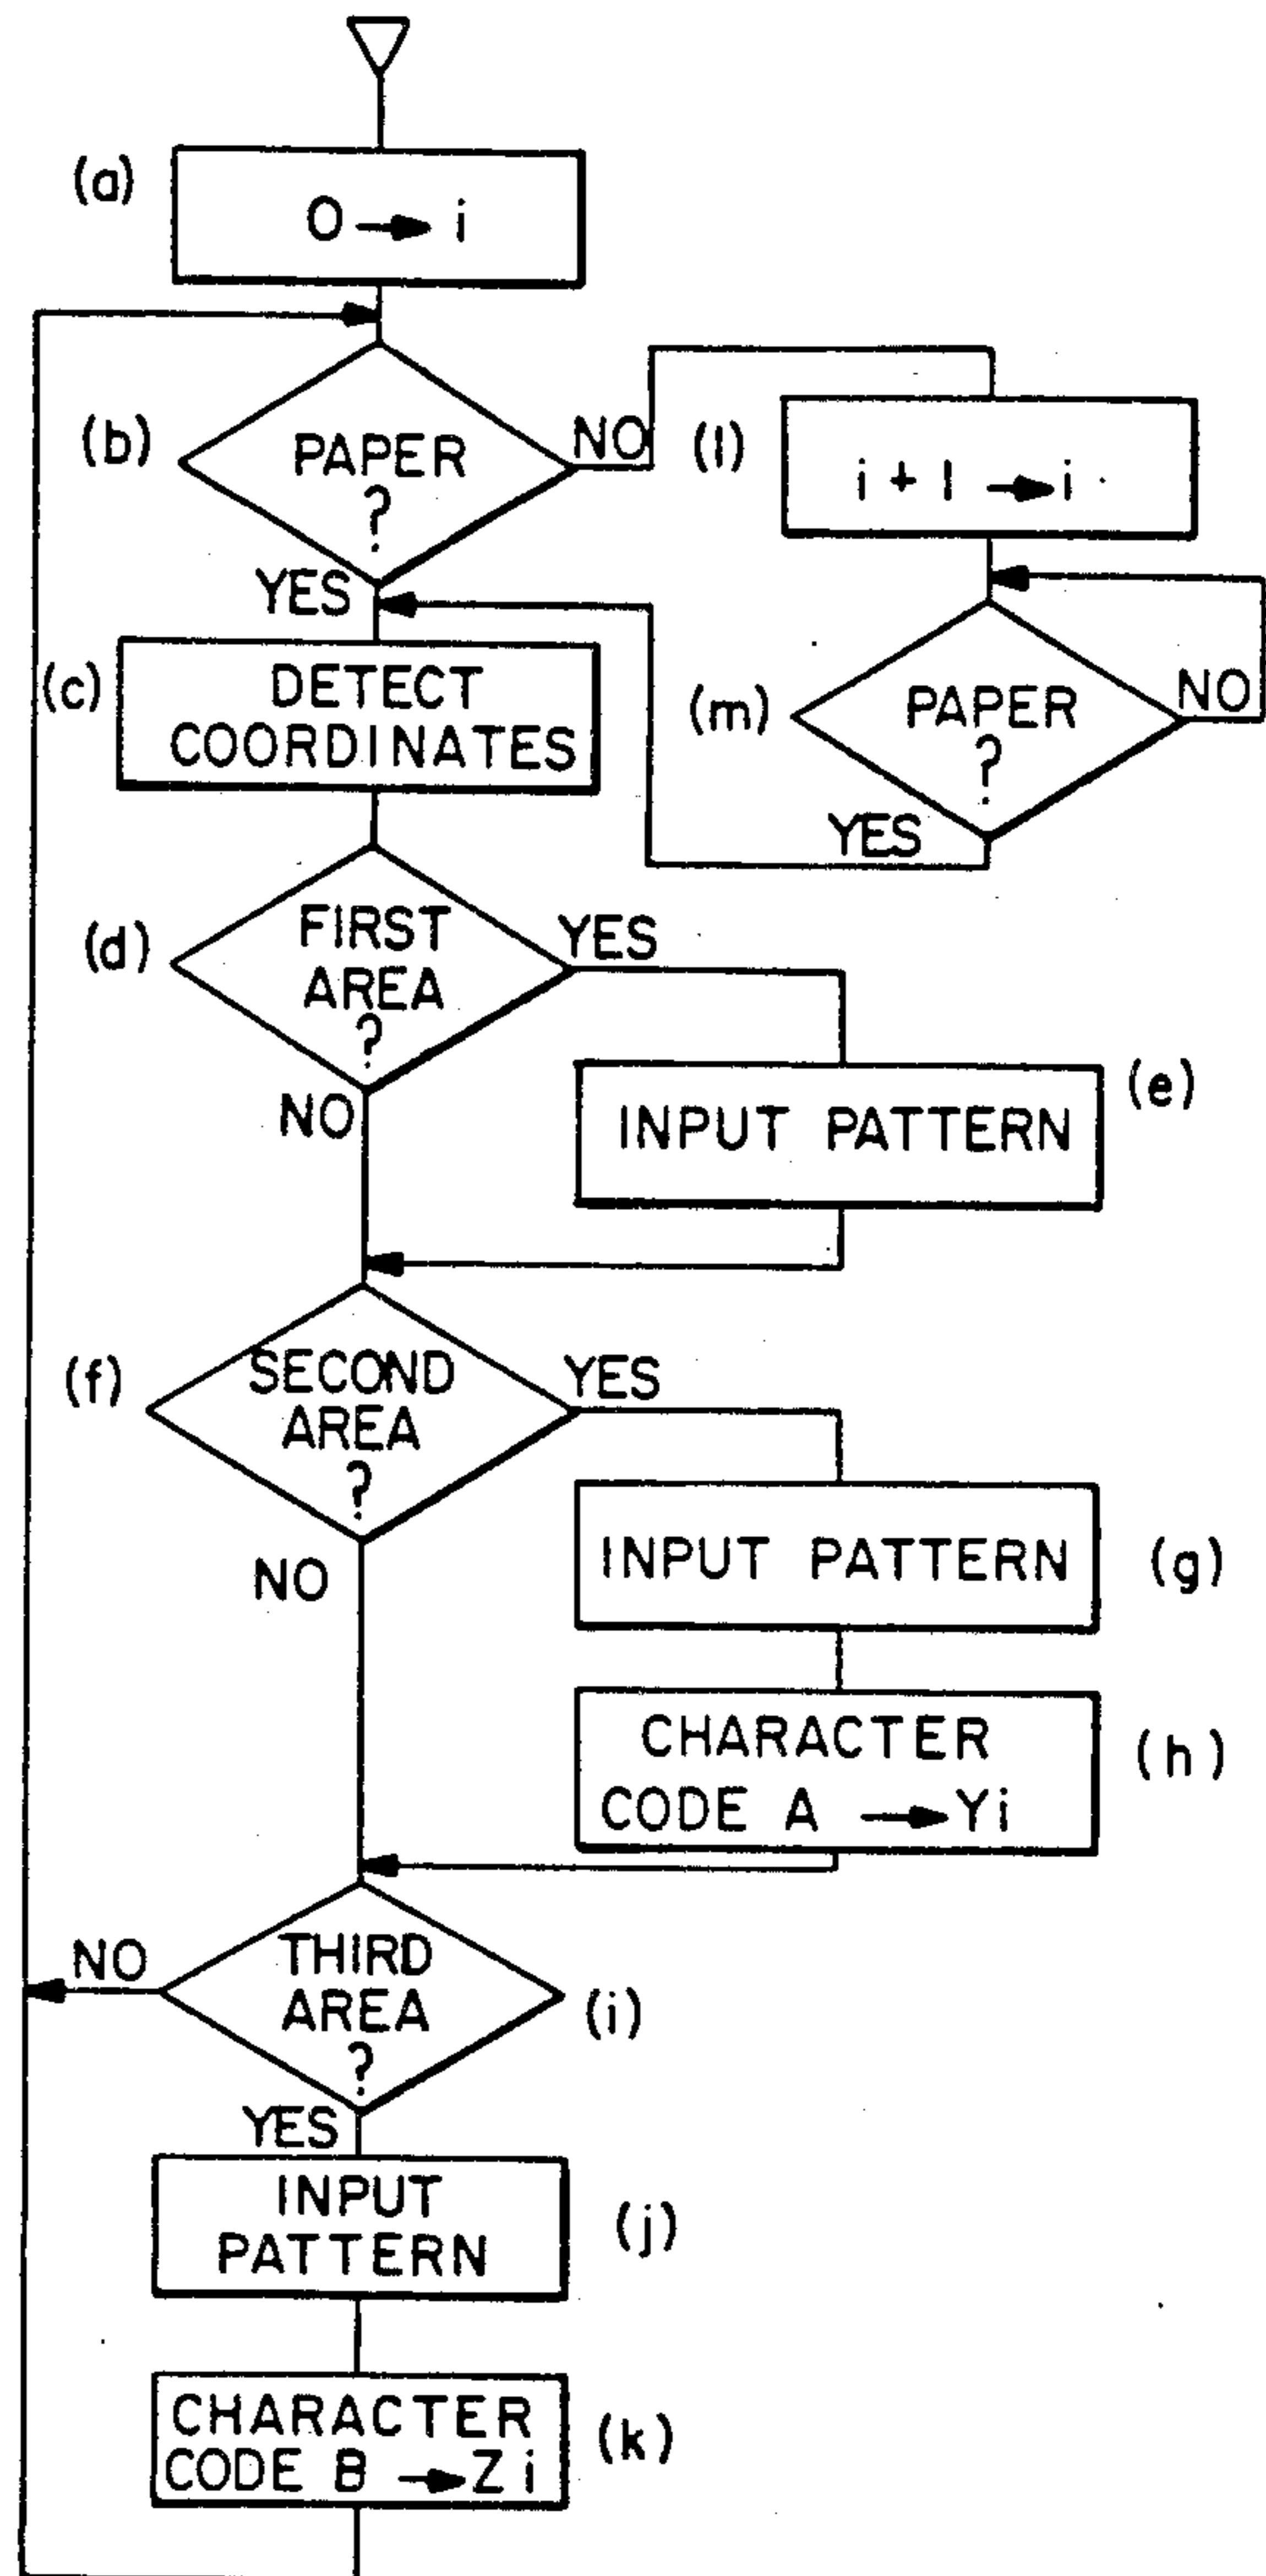 (a)
0 → i
(b)
PAPER
?
NO
YES
(l)
i + 1 → i
(m)
PAPER
?
NO
YES
(c)
DETECT
COORDINATES
(d)
FIRST
AREA
?
YES
NO
(e)
INPUT PATTERN
(f)
SECOND
AREA
?
YES
NO
INPUT PATTERN
(g)
CHARACTER
CODE A → Yi
(h)
NO
THIRD
AREA
?
(i)
YES
INPUT
PATTERN
(j)
CHARACTER
CODE B → Zi
(k)